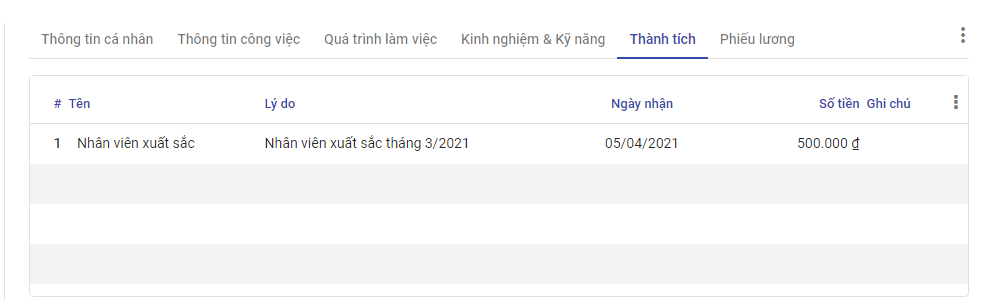 Thông tin cá nhân Thông tin công việc Quá trình làm việc Kinh nghiệm & Kỹ năng Thành tích Phiếu lương
# Tên Lý do Ngày nhận Số tiền Ghi chú
1 Nhân viên xuất sắc Nhân viên xuất sắc tháng 3/2021 05/04/2021 500.000 ₫